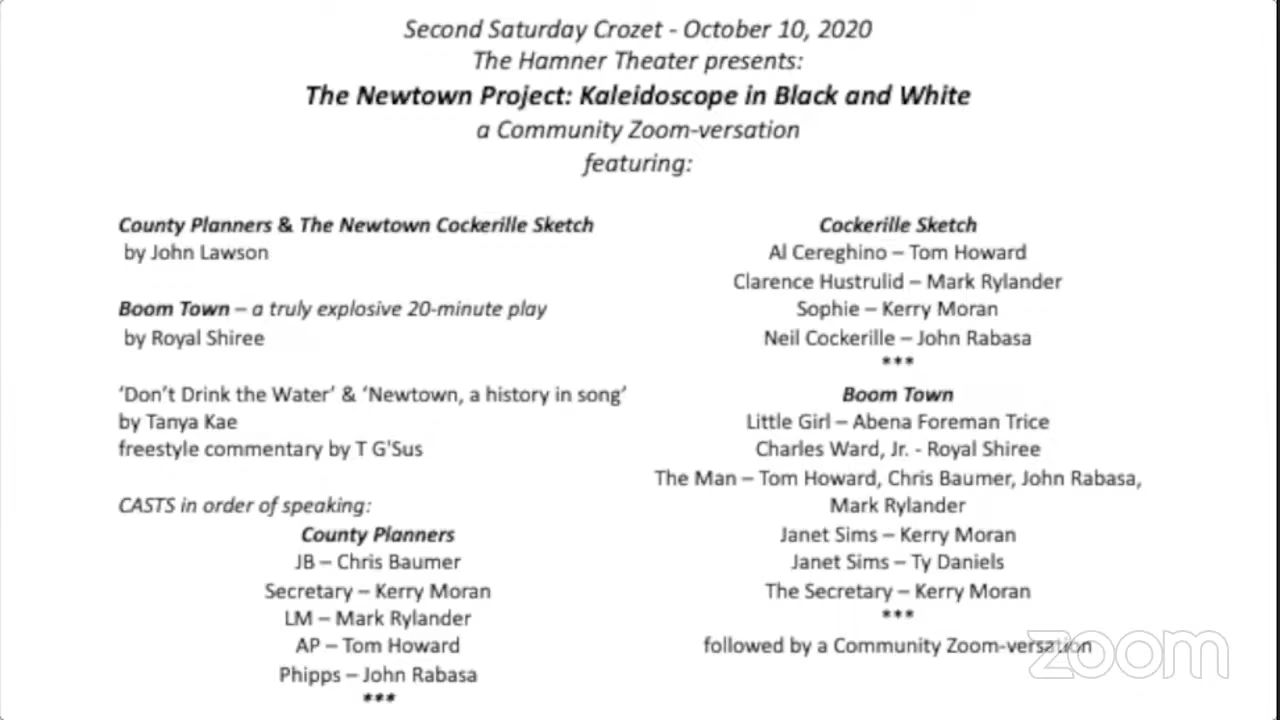 Second Saturday Crozet - October 10, 2020
The Hamner Theater presents:
The Newtown Project: Kaleidoscope in Black and White
a Community Zoom-versation
featuring:
County Planners & The Newtown Cockerille Sketch
by John Lawson
Boom Town – a truly explosive 20-minute play
by Royal Shiree
‘Don’t Drink the Water’ & ‘Newtown, a history in song’
by Tanya Kae
freestyle commentary by T G'Sus
CASTS in order of speaking:
County Planners
JB – Chris Baumer
Secretary – Kerry Moran
LM – Mark Rylander
AP – Tom Howard
Phipps – John Rabasa
***
Cockerille Sketch
Al Cereghino – Tom Howard
Clarence Hustrulid – Mark Rylander
Sophie – Kerry Moran
Neil Cockerille – John Rabasa
***
Boom Town
Little Girl – Abena Foreman Trice
Charles Ward, Jr. - Royal Shiree
The Man – Tom Howard, Chris Baumer, John Rabasa,
Mark Rylander
Janet Sims – Kerry Moran
Janet Sims – Ty Daniels
The Secretary – Kerry Moran
***
followed by a Community Zoom-versation
zoom